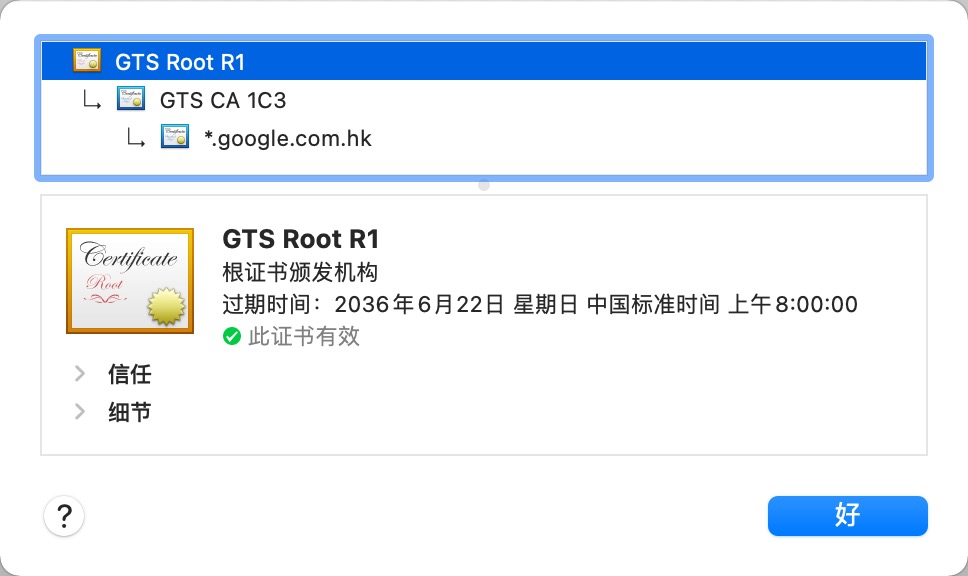 GTS Root R1
GTS CA 1C3
*.google.com.hk
Certificate
Root
GTS Root R1
根证书颁发机构
过期时间：2036年6月22日 星期日 中国标准时间 上午8:00:00
此证书有效
信任
细节
?
好